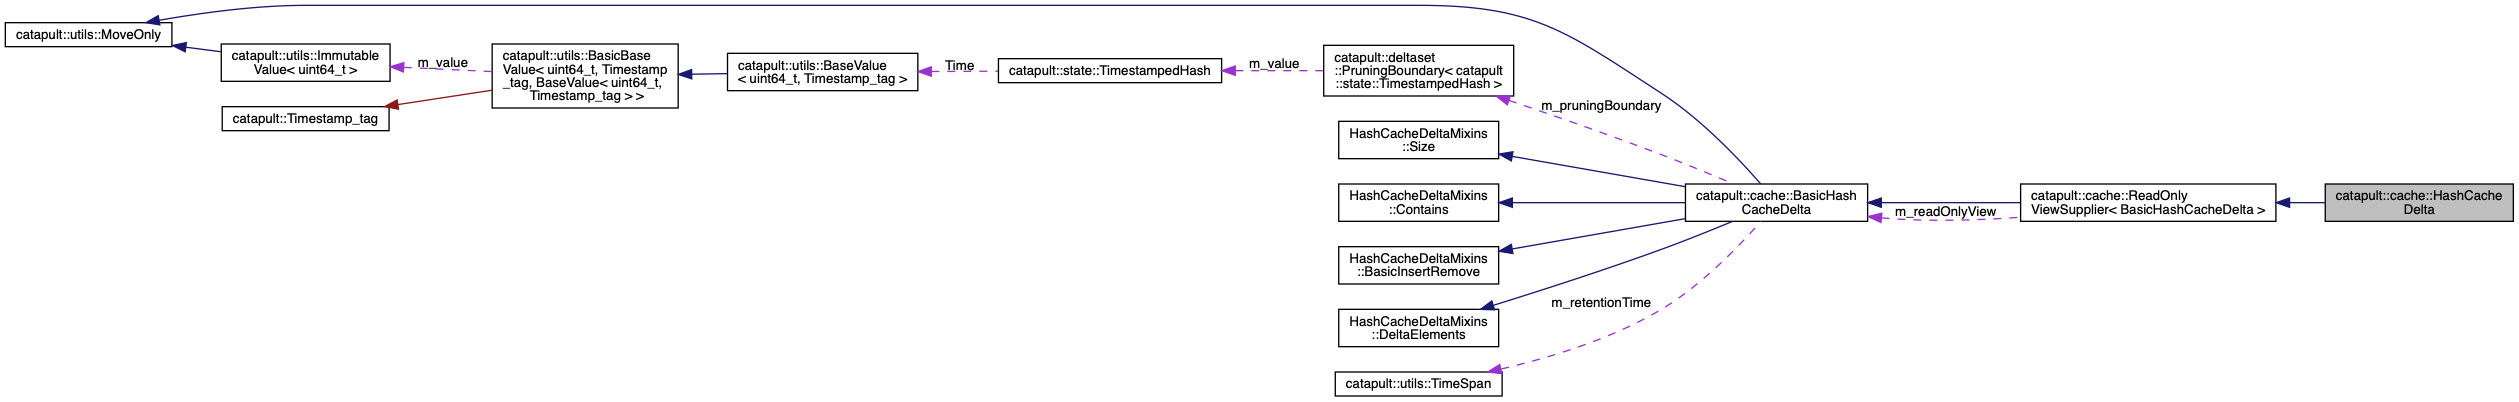 catapult::utils::MoveOnly
catapult::utils::Immutable
Value< uint64_t >
m_value
catapult::Timestamp_tag
catapult::utils::BasicBase
Value< uint64_t, Timestamp
_tag, BaseValue< uint64_t,
Timestamp_tag > >
catapult::utils::BaseValue
< uint64_t, Timestamp_tag >
Time
catapult::state::TimestampedHash
m_value
catapult::deltaset
::PruningBoundary< catapult
::state::TimestampedHash >
m_pruningBoundary
HashCacheDeltaMixins
::Size
HashCacheDeltaMixins
::Contains
HashCacheDeltaMixins
::BasicInsertRemove
HashCacheDeltaMixins
::DeltaElements
m_retentionTime
catapult::utils::TimeSpan
catapult::cache::BasicHash
CacheDelta
m_readOnlyView
catapult::cache::ReadOnly
ViewSupplier< BasicHashCacheDelta >
catapult::cache::HashCache
Delta